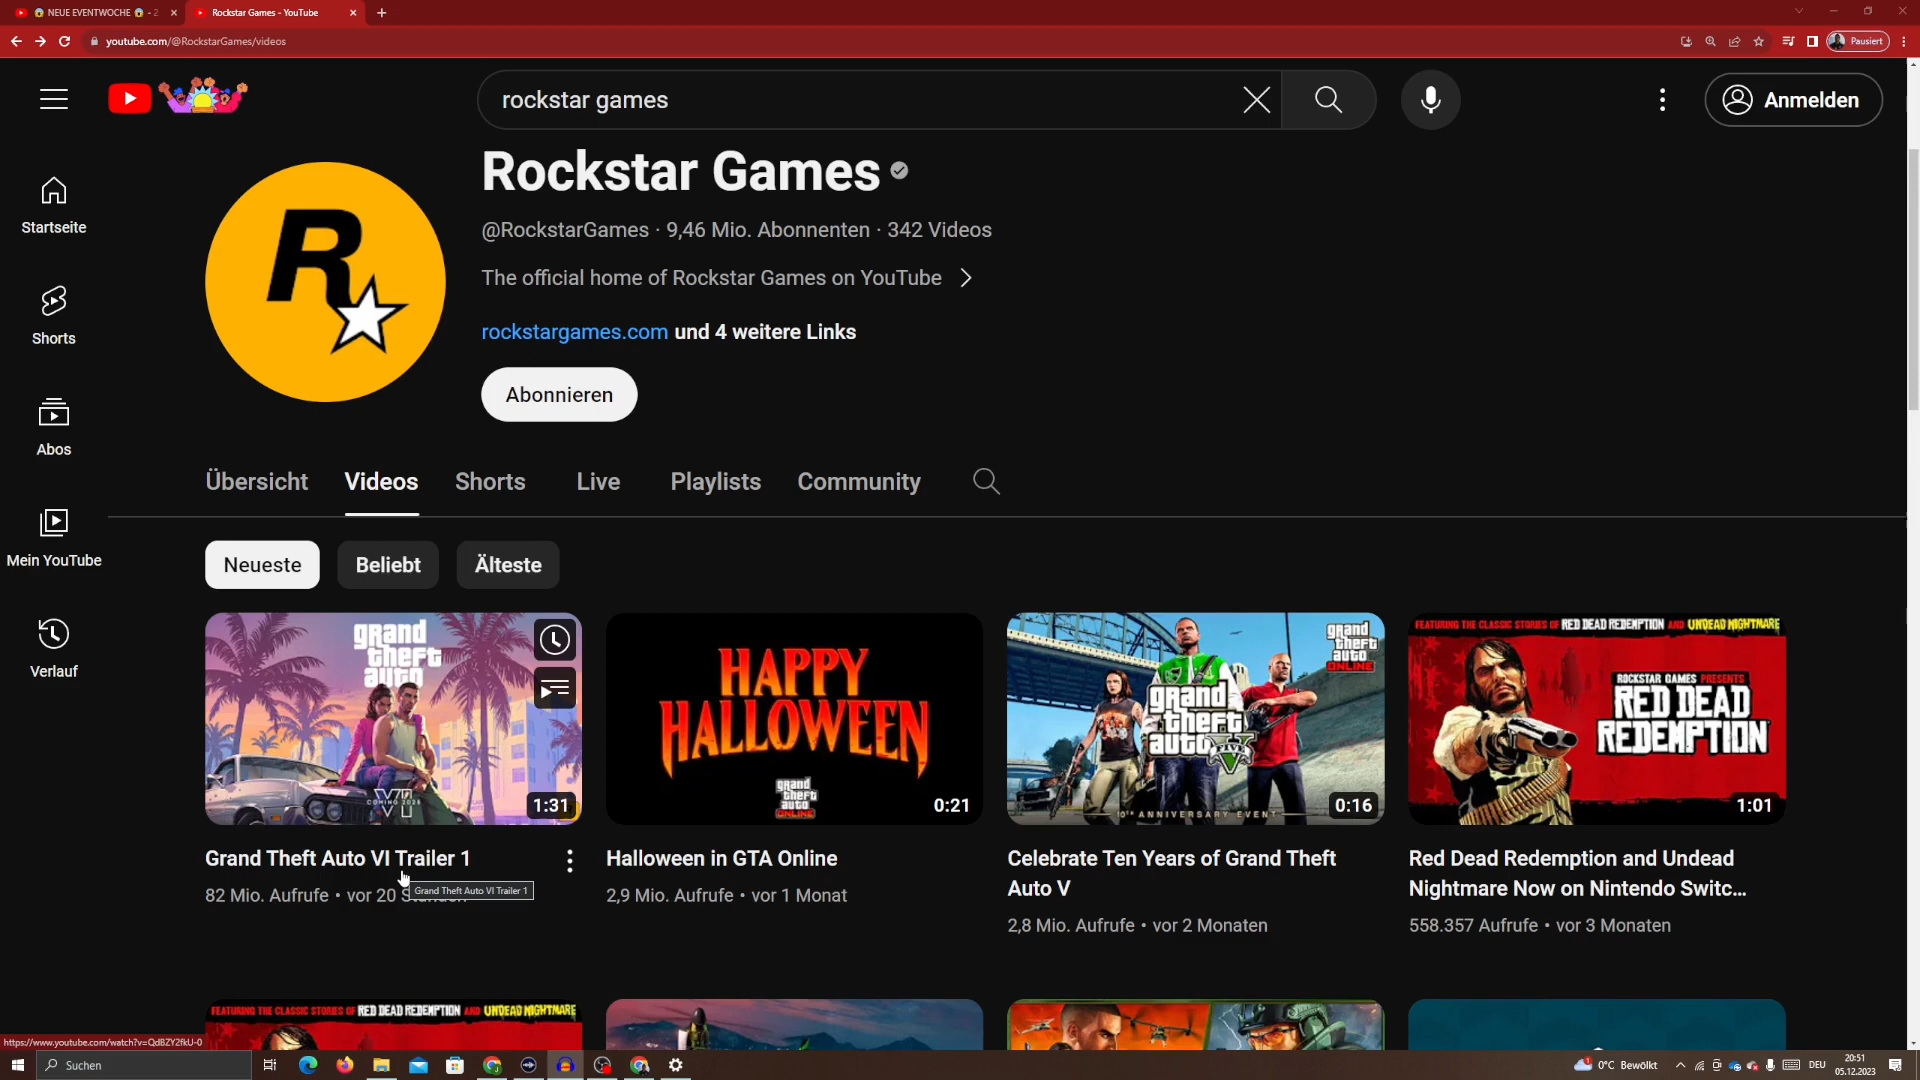 NEUE EVENTWOCHE
Rockstar Games - YouTube
youtube.com/@RockstarGames/videos
Pausiert
rockstar games
Anmelden
Startseite
Shorts
Abos
Mein YouTube
Verlauf
R
Rockstar Games
@RockstarGames · 9,46 Mio. Abonnenten · 342 Videos
The official home of Rockstar Games on YouTube
rockstargames.com und 4 weitere Links
Abonnieren
Übersicht
Videos
Shorts
Live
Playlists
Community
Neueste
Beliebt
Älteste
grand
theft
auto
VI
COMING 2025
1:31
Grand Theft Auto VI Trailer 1
82 Mio. Aufrufe · vor 20
Grand Theft Auto VI Trailer 1
HAPPY
HALLOWEEN
grand
theft
auto
ONLINE
0:21
Halloween in GTA Online
2,9 Mio. Aufrufe · vor 1 Monat
grand
theft
auto
ONLINE
grand
theft
auto
FIVE
10TH ANNIVERSARY EVENT
0:16
Celebrate Ten Years of Grand Theft
Auto V
2,8 Mio. Aufrufe · vor 2 Monaten
FEATURING THE CLASSIC STORIES OF RED DEAD REDEMPTION AND UNDEAD NIGHTMARE
ROCKSTAR GAMES PRESENTS
RED DEAD
REDEMPTION
1:01
Red Dead Redemption and Undead
Nightmare Now on Nintendo Switc...
558.357 Aufrufe · vor 3 Monaten
FEATURING THE CLASSIC STORIES OF RED DEAD REDEMPTION AND UNDEAD NIGHTMARE
https://www.youtube.com/watch?v=QdBZY2fkU-0
Suchen
0°C Bewölkt
DEU
20:51
05.12.2023